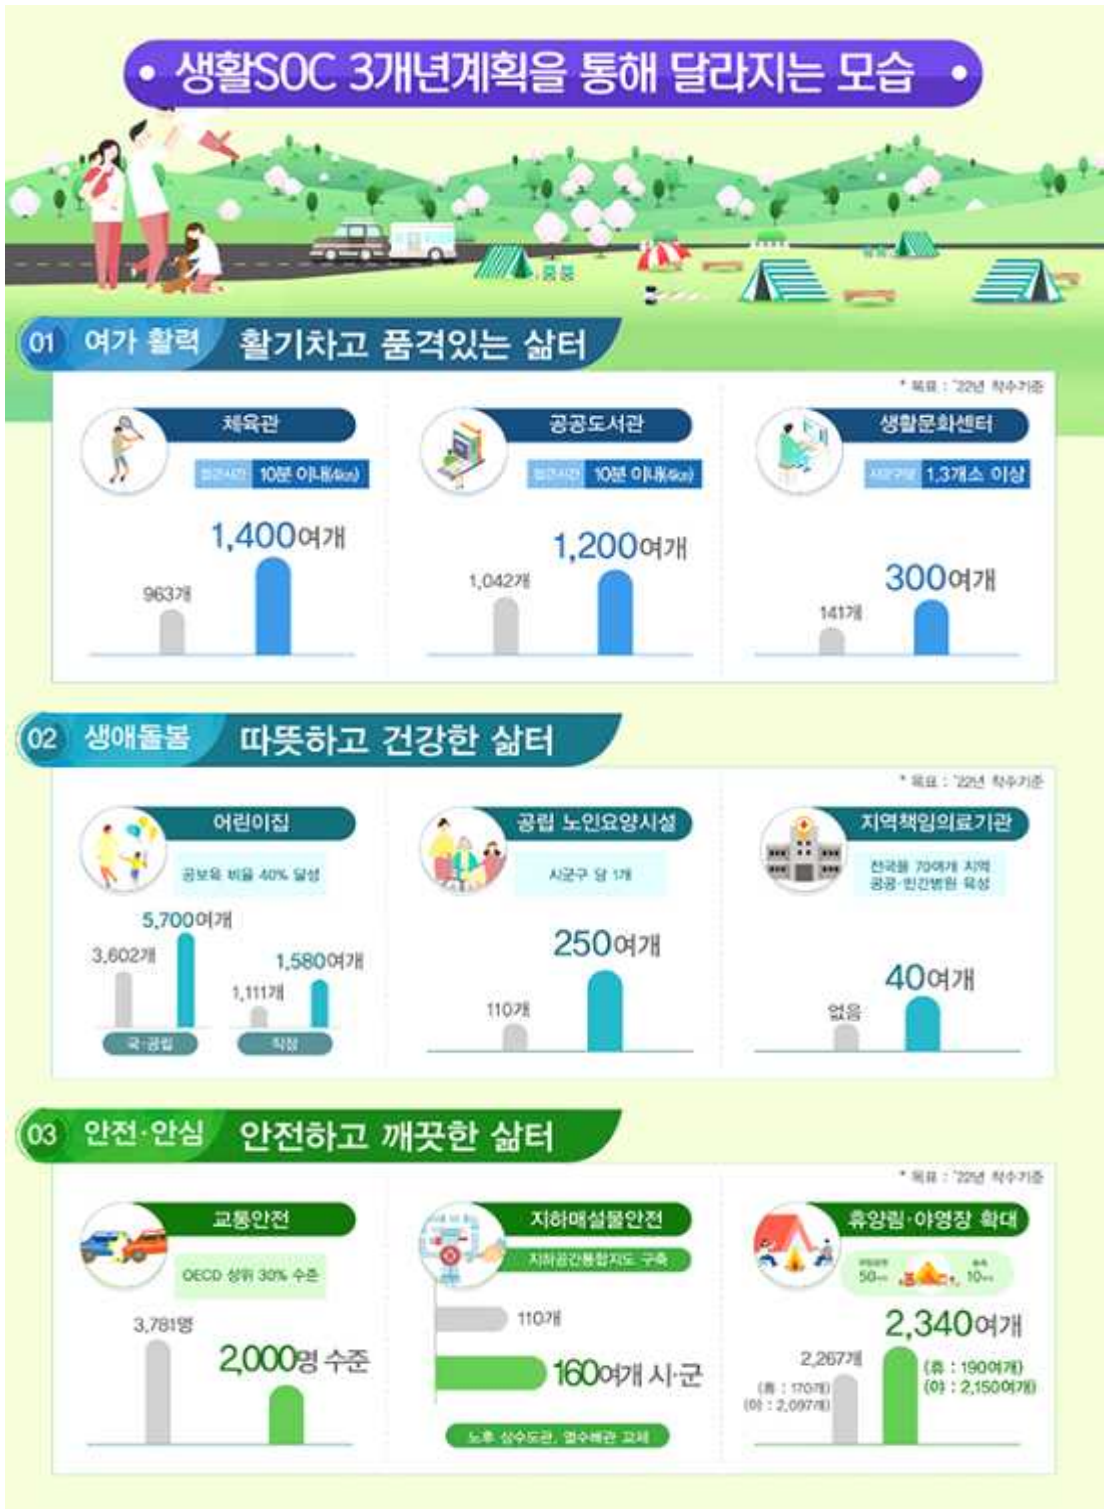 생활SOC 3개년계획을 통해 달라지는 모습
01 여가 활력 활기차고 품격있는 삶터
* 목표 : '22년 착수기준
체육관
접근시간 10분 이내(4km)
963개
1,400여개
공공도서관
접근시간 10분 이내(4km)
1,042개
1,200여개
생활문화센터
시군구당 1.3개소 이상
141개
300여개
02 생애돌봄 따뜻하고 건강한 삶터
* 목표 : '22년 착수기준
어린이집
공보육 비율 40% 달성
3,602개
5,700여개
국·공립
1,111개
1,580여개
직장
공립 노인요양시설
시군구 당 1개
110개
250여개
지역책임의료기관
전국을 70여개 지역
공공·민간병원 육성
없음
40여개
03 안전·안심 안전하고 깨끗한 삶터
* 목표 : '22년 착수기준
교통안전
OECD 상위 30% 수준
3,781명
2,000명 수준
지하매설물안전
지하공간통합지도 구축
110개
160여개 시·군
노후 상수도관, 열수배관 교체
휴양림·야영장 확대
50
10
2,267개
(휴 : 170개)
(야 : 2,097개)
2,340여개
(휴 : 190여개)
(야 : 2,150여개)